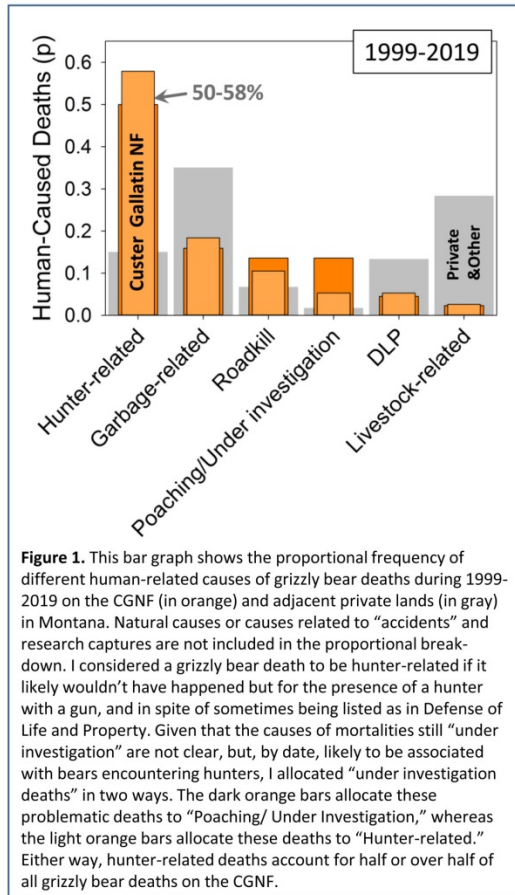 Human-Caused Deaths (p)
1999-2019
0.6
0.5
0.4
0.3
0.2
0.1
0.0
50-58%
Custer Gallatin NF
Private
&Other
Hunter-related
Garbage-related
Roadkill
Poaching/Under investigation
DLP
Livestock-related
Figure 1. This bar graph shows the proportional frequency of
different human-related causes of grizzly bear deaths during 1999-
2019 on the CGNF (in orange) and adjacent private lands (in gray)
in Montana. Natural causes or causes related to “accidents” and
research captures are not included in the proportional break-
down. I considered a grizzly bear death to be hunter-related if it
likely wouldn’t have happened but for the presence of a hunter
with a gun, and in spite of sometimes being listed as in Defense of
Life and Property. Given that the causes of mortalities still “under
investigation” are not clear, but, by date, likely to be associated
with bears encountering hunters, I allocated “under investigation
deaths” in two ways. The dark orange bars allocate these
problematic deaths to “Poaching/ Under Investigation,” whereas
the light orange bars allocate these deaths to “Hunter-related.”
Either way, hunter-related deaths account for half or over half of
all grizzly bear deaths on the CGNF.